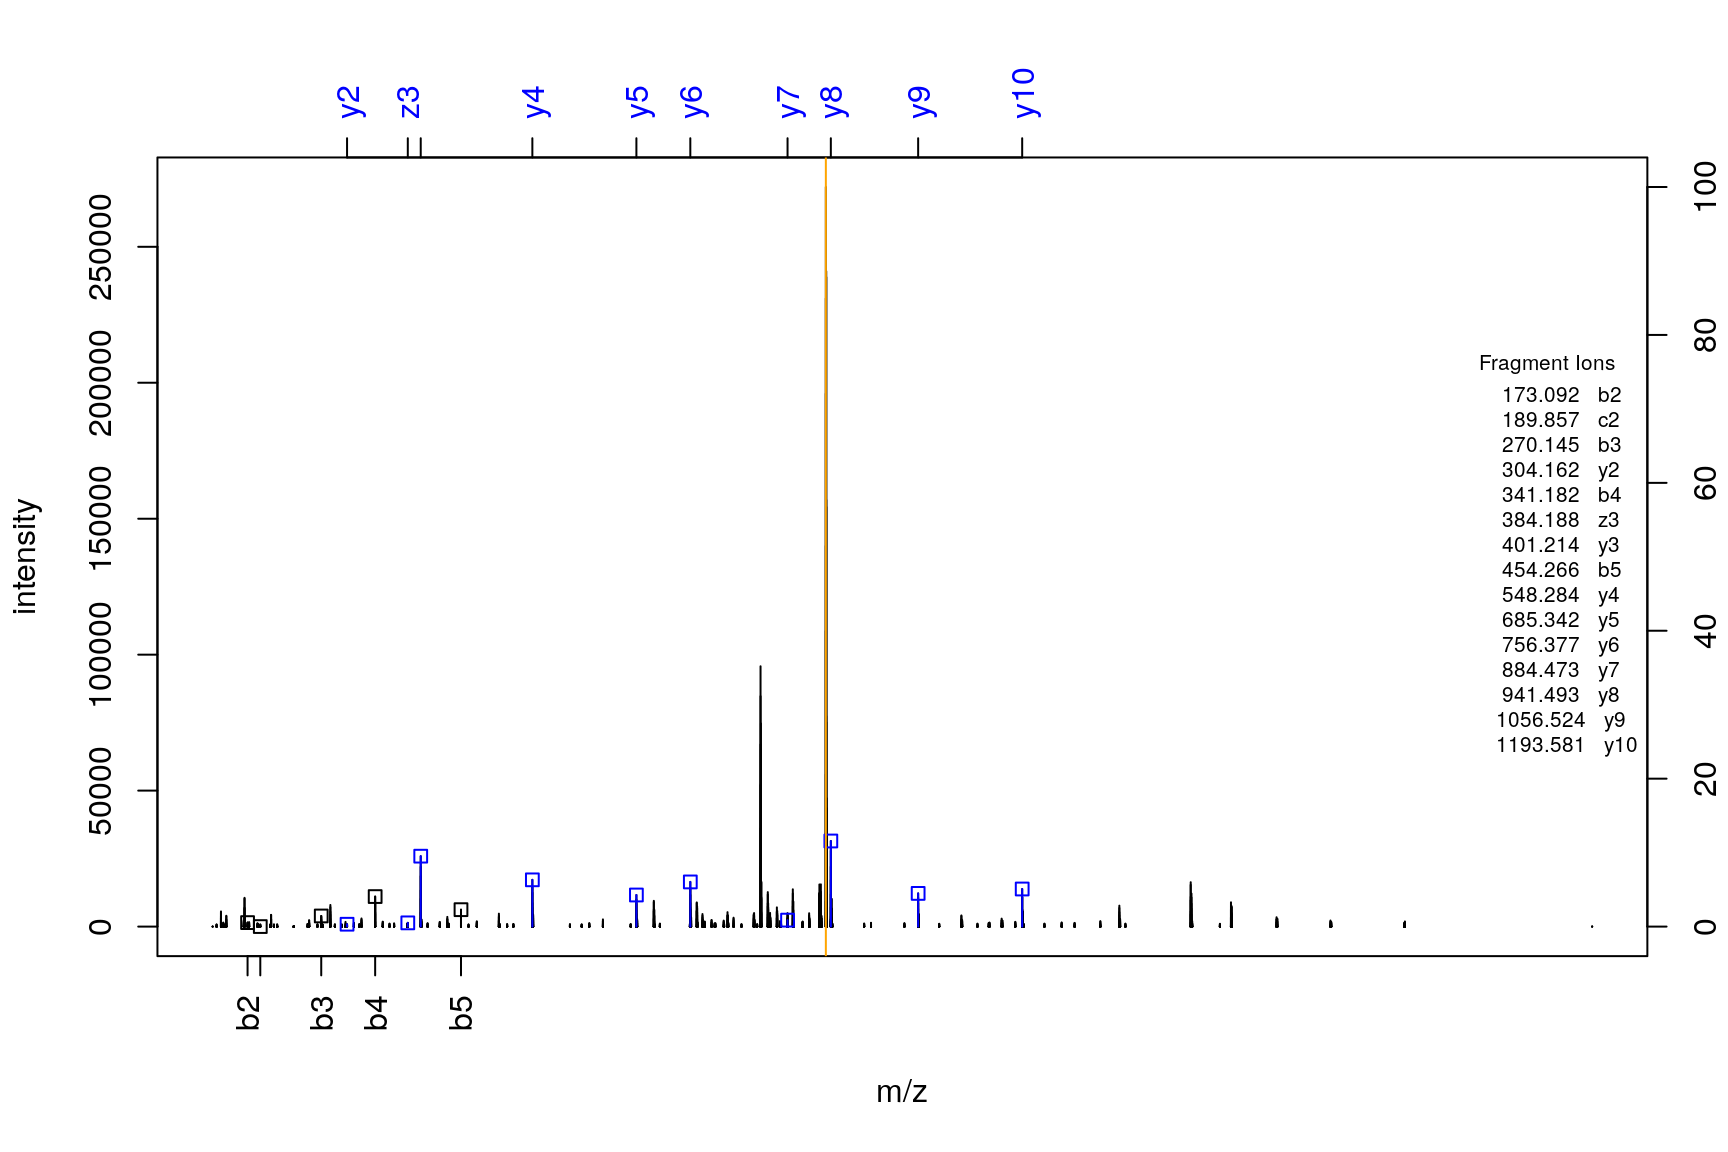 y2 z3 y4 y5 y6 y7 y8 y9 y10
250000
200000
150000
100000
50000
0
intensity
100
80
60
40
20
0
Fragment Ions
173.092 b2
189.857 c2
270.145 b3
304.162 y2
341.182 b4
384.188 z3
401.214 y3
454.266 b5
548.284 y4
685.342 y5
756.377 y6
884.473 y7
941.493 y8
1056.524 y9
1193.581 y10
b2 b3 b4 b5
m/z